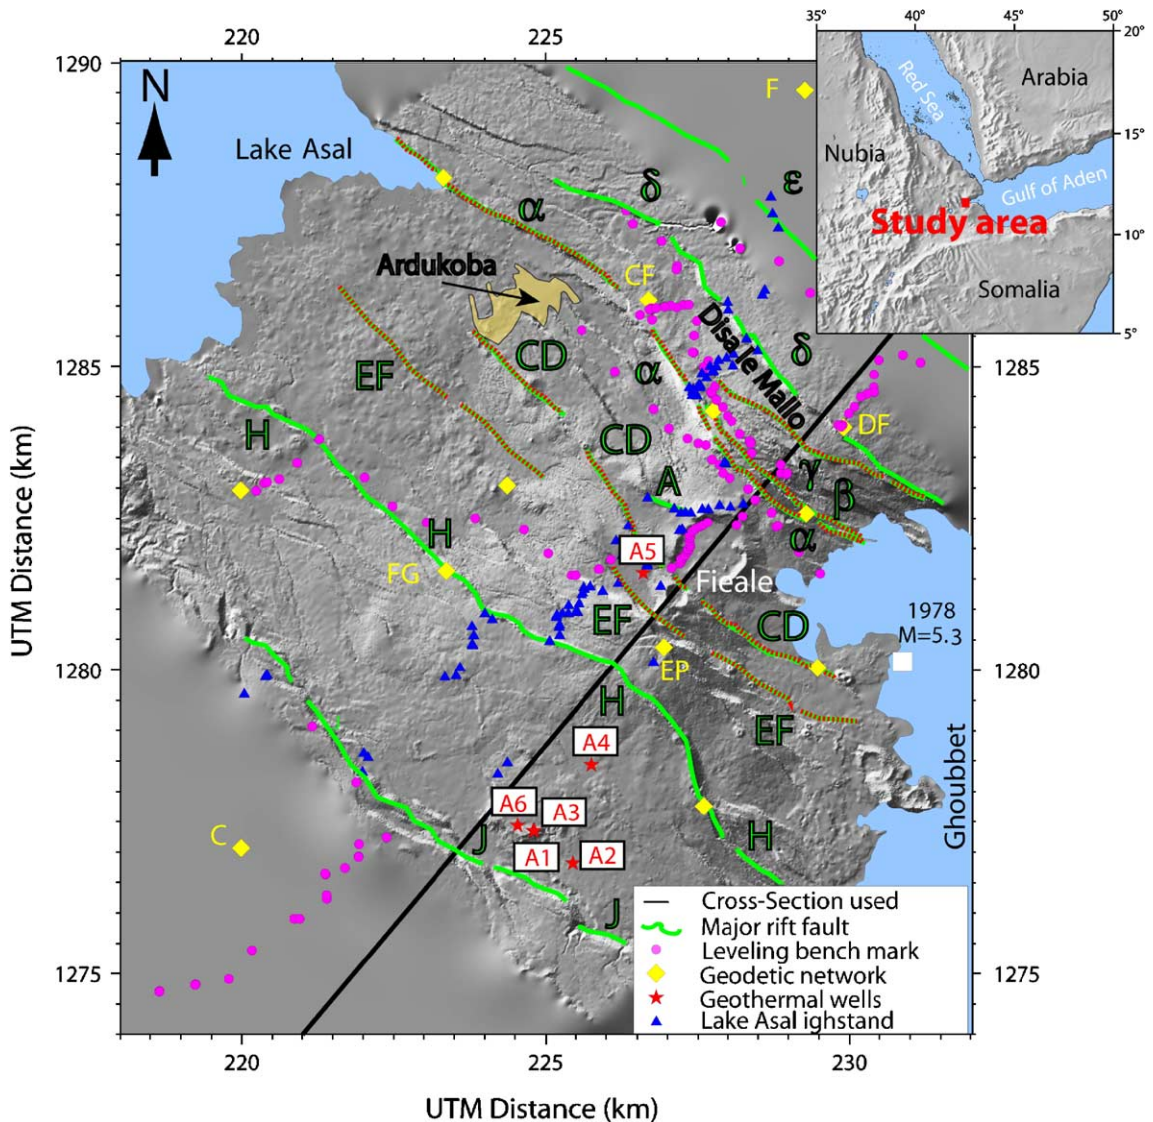 35°
40°
45°
50°
220
225
20°
1290
N
F
Red Sea
Arabia
Lake Asal
15°
Nubia
δ
ε
Gulf of Aden
α
Study area
10°
Ardukoba
CF
Somalia
5°
Disa le Mallo
CD
δ
1285
EF
α
1285
H
CD
DF
A
γ
β
H
α
A5
FG
Fieale
1978
M=5.3
EF
CD
1280
EP
1280
H
EF
A4
A6
A3
C
J
A1
A2
H
Ghoubbet
J
Cross-Section used
Major rift fault
Leveling bench mark
1275
Geodetic network
1275
Geothermal wells
Lake Asal ighstand
220
225
230
UTM Distance (km)
UTM Distance (km)